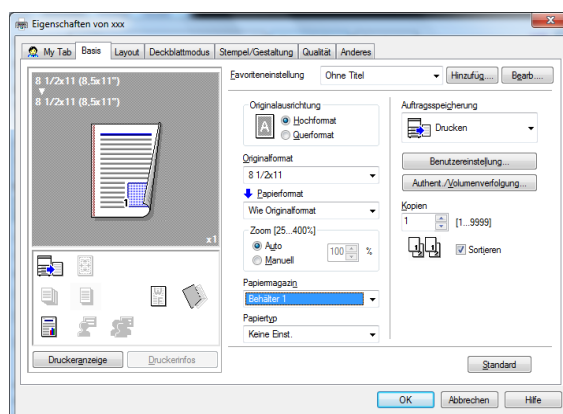 Eigenschaften von xxx
My Tab Basis Layout Deckblattmodus Stempel/Gestaltung Qualität Anderes
8 1/2x11 (8,5x11")
8 1/2x11 (8,5x11")
1
x1
Druckeranzeige Druckerinfos
Favoriteneinstellung Ohne Titel Hinzufüg.... Bearb....
Originalausrichtung
A
Hochformat
Querformat
Originalformat
8 1/2x11
Papierformat
Wie Originalformat
Zoom [25...400%]
Auto
Manuell
100 %
Papiermagazin
Behälter 1
Papiertyp
Keine Einst.
Auftragsspeicherung
Drucken
Benutzereinstellung...
Authent./Volumenverfolgung...
Kopien
1 [1...9999]
Sortieren
Standard
OK Abbrechen Hilfe